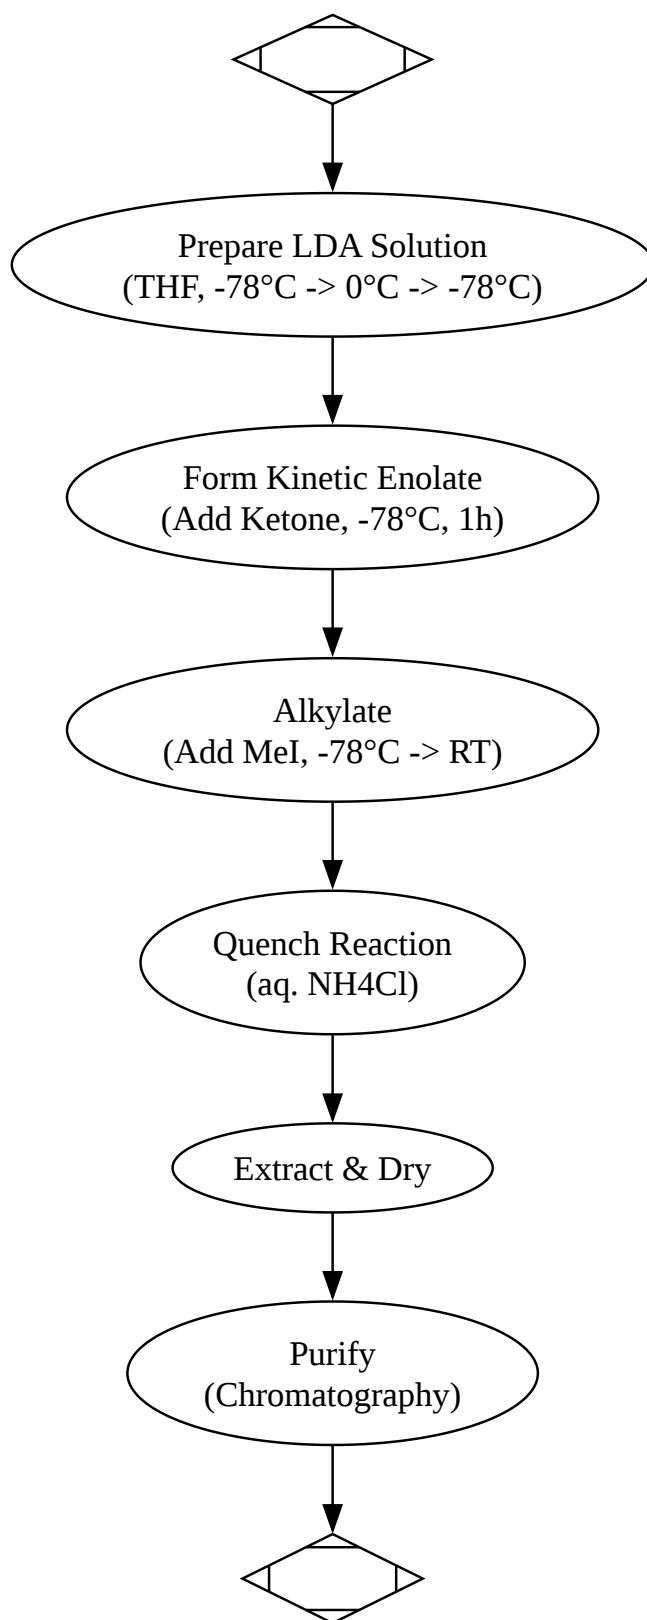 Prepare LDA Solution
(THF, -78°C -> 0°C -> -78°C)
Form Kinetic Enolate
(Add Ketone, -78°C, 1h)
Alkylate
(Add MeI, -78°C -> RT)
Quench Reaction
(aq. NH4Cl)
Extract & Dry
Purify
(Chromatography)